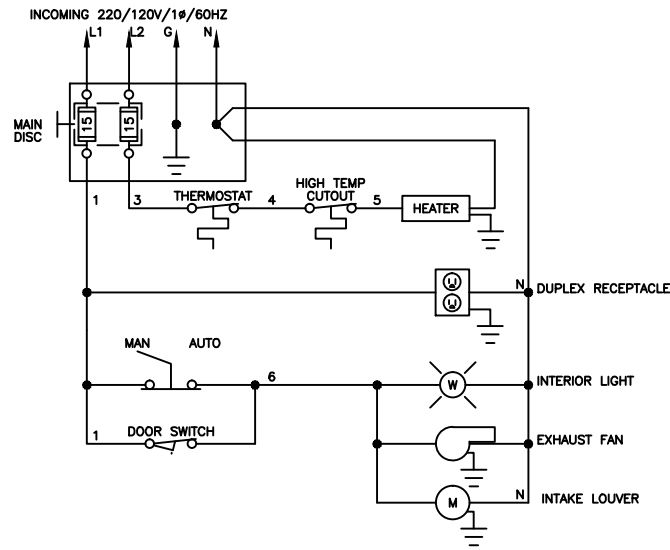 INCOMING 220/120V/1ø/60HZ
L1 L2 G N
MAIN DISC
15 15
HIGH TEMP CUTOUT
THERMOSTAT
1 3 4 5
HEATER
N DUPLEX RECEPTACLE
MAN AUTO
6
W
INTERIOR LIGHT
1 DOOR SWITCH
EXHAUST FAN
M
N INTAKE LOUVER